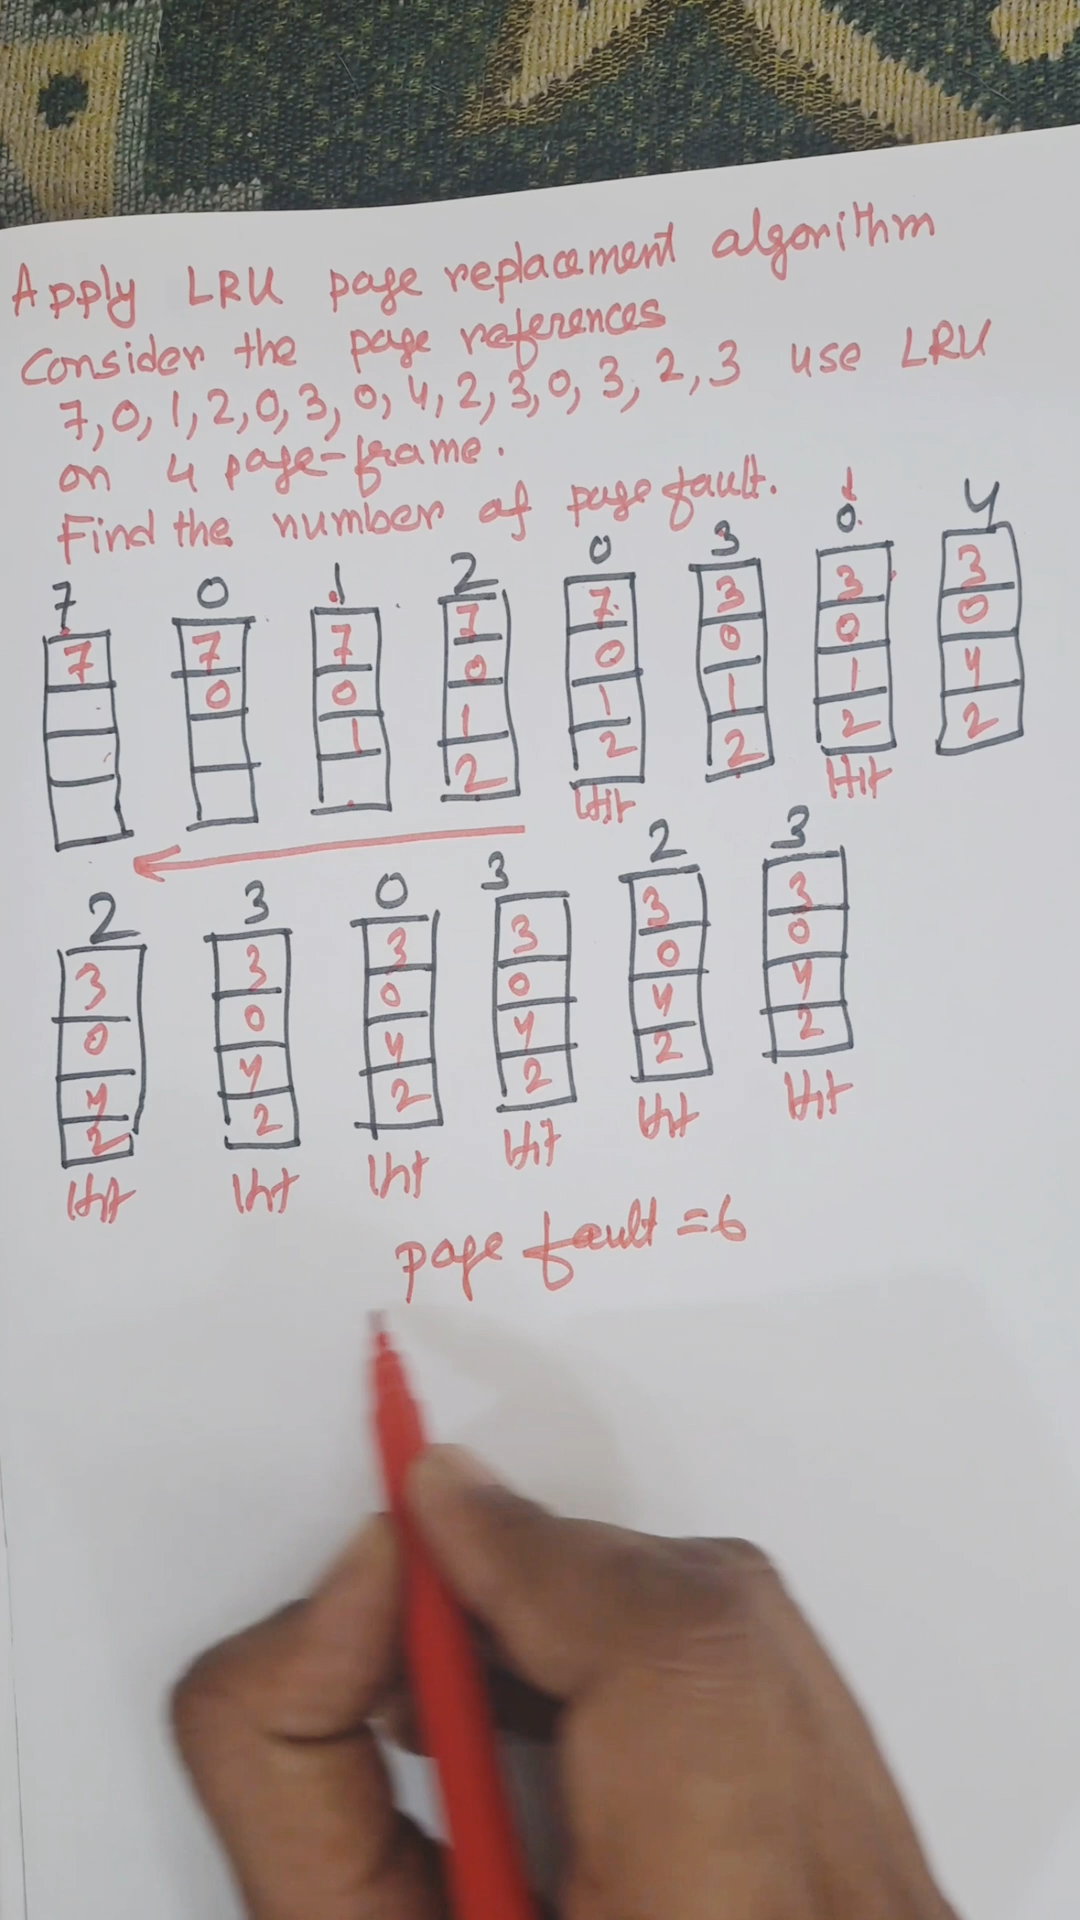 Apply LRU page replacement algorithm
Consider the page references
7, 0, 1, 2, 0, 3, 0, 4, 2, 3, 0, 3, 2, 3 use LRU
on 4 page-frame.
Find the number of page fault.
7 0 1 2 0 3 0 4
7 7 7 7 7 3 3 3
0 0 0 0 0 0 0
1 1 1 1 1 4
2 2 2 2 2
Hit Hit
2 3 0 3 2 3
3 3 3 3 3 3
0 0 0 0 0 0
4 4 4 4 4 4
2 2 2 2 2 2
Hit Hit Hit Hit Hit Hit
page fault = 6